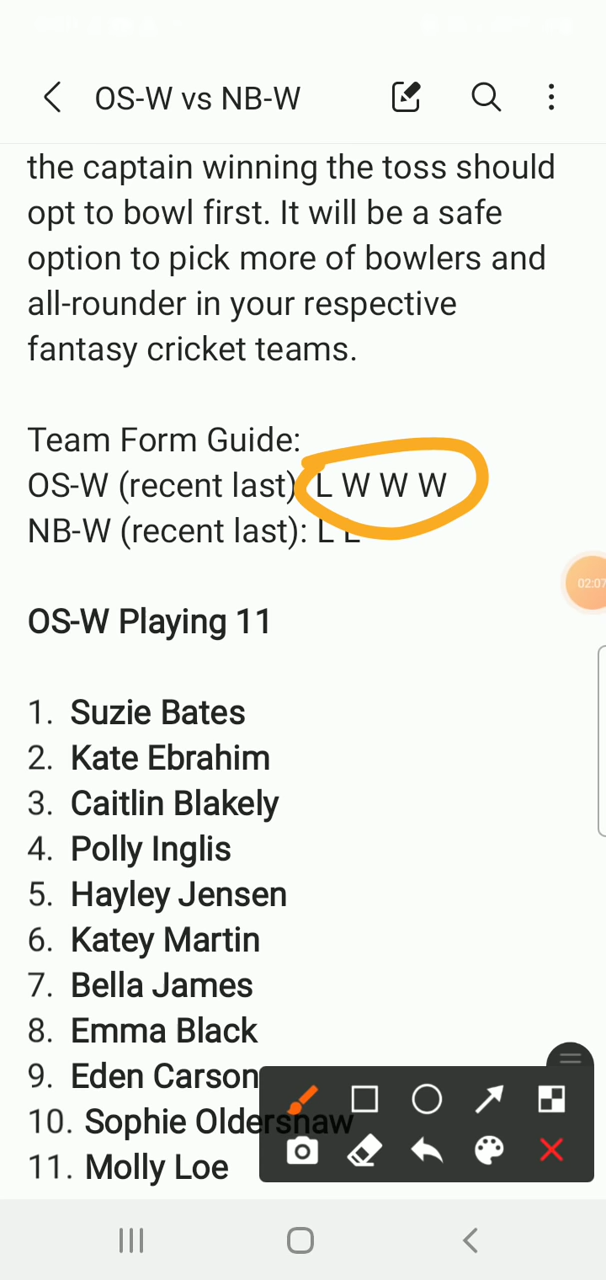 OS-W vs NB-W
the captain winning the toss should
opt to bowl first. It will be a safe
option to pick more of bowlers and
all-rounder in your respective
fantasy cricket teams.
Team Form Guide:
OS-W (recent last) L W W W
NB-W (recent last): L L
02:07
OS-W Playing 11
1. Suzie Bates
2. Kate Ebrahim
3. Caitlin Blakely
4. Polly Inglis
5. Hayley Jensen
6. Katey Martin
7. Bella James
8. Emma Black
9. Eden Carson
10. Sophie Oldersnaw
11. Molly Loe